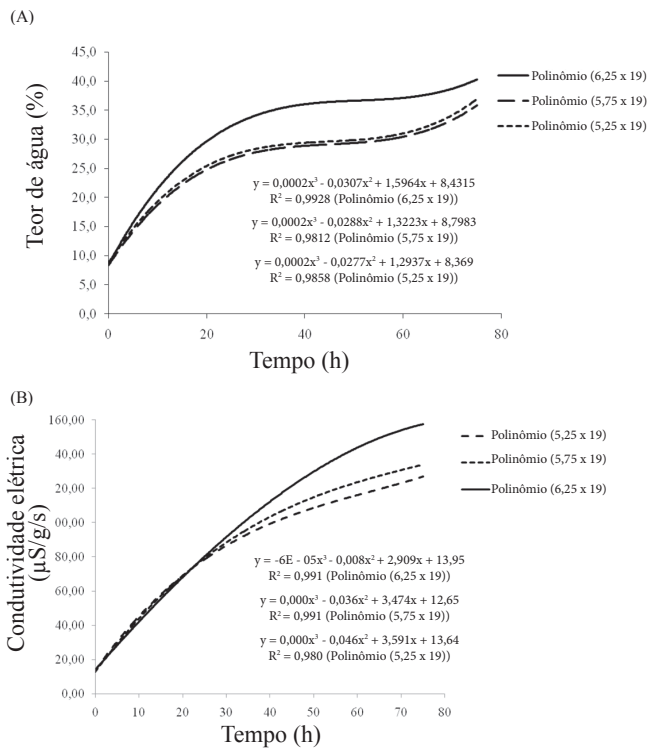 (A)
45,0
40,0
35,0
30,0
25,0
20,0
15,0
10,0
5,0
0,0
Teor de água (%)
0 20 40 60 80
Tempo (h)
Polinômio (6,25 x 19)
Polinômio (5,75 x 19)
Polinômio (5,25 x 19)
y = 0,0002x³ - 0,0307x² + 1,5964x + 8,4315
R² = 0,9928 (Polinômio (6,25 x 19))
y = 0,0002x³ - 0,0288x² + 1,3223x + 8,7983
R² = 0,9812 (Polinômio (5,75 x 19)
y = 0,0002x³ - 0,0277x² + 1,2937x + 8,369
R² = 0,9858 (Polinômio (5,25 x 19)
(B)
160,00
40,00
20,00
00,00
80,00
60,00
40,00
20,00
0,00
Condutividade elétrica
(µS/g/s)
0 10 20 30 40 50 60 70 80
Tempo (h)
Polinômio (5,25 x 19)
Polinômio (5,75 x 19)
Polinômio (6,25 x 19)
y = -6E - 05x³ - 0,008x² + 2,909x + 13,95
R² = 0,991 (Polinômio (6,25 x 19))
y = 0,000x³ - 0,036x² + 3,474x + 12,65
R² = 0,991 (Polinômio (5,75 x 19))
y = 0,000x³ - 0,046x² + 3,591x + 13,64
R² = 0,980 (Polinômio (5,25 x 19))